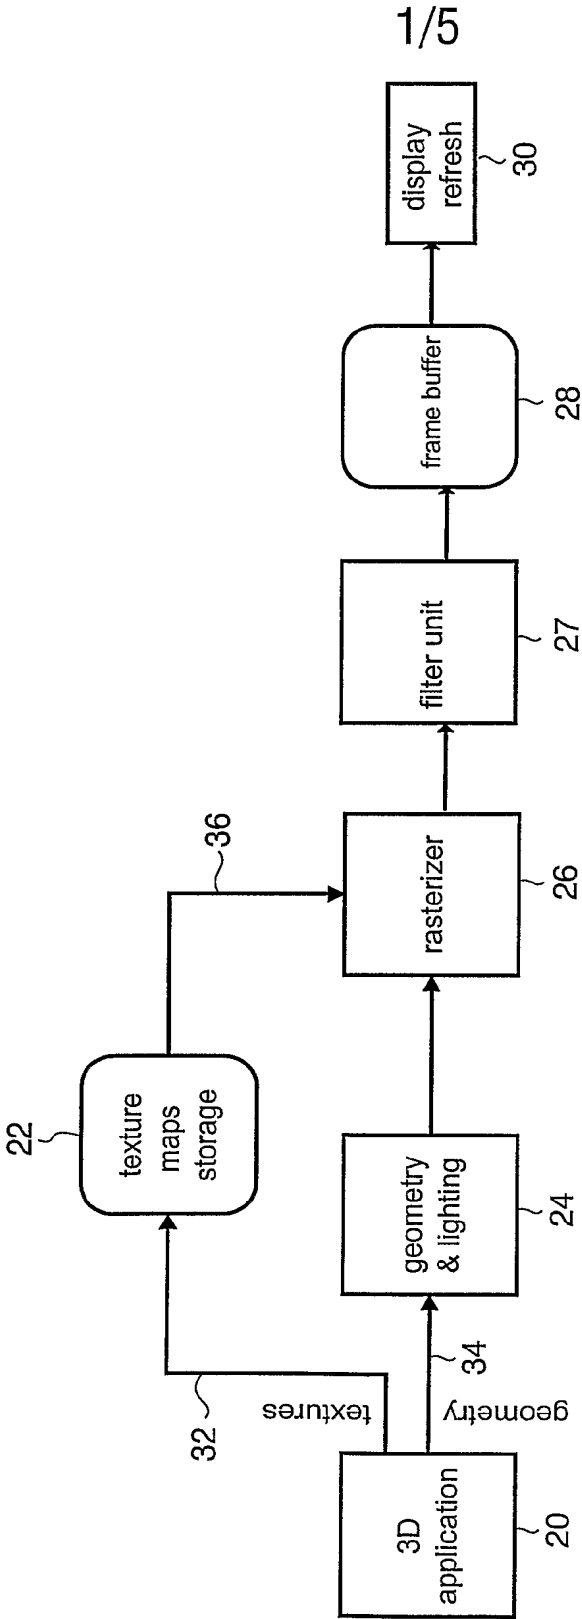 1/5
22
texture
maps
storage
36
32
textures
geometry
34
3D
application
20
geometry
& lighting
24
rasterizer
26
filter unit
27
frame buffer
28
display
refresh
30